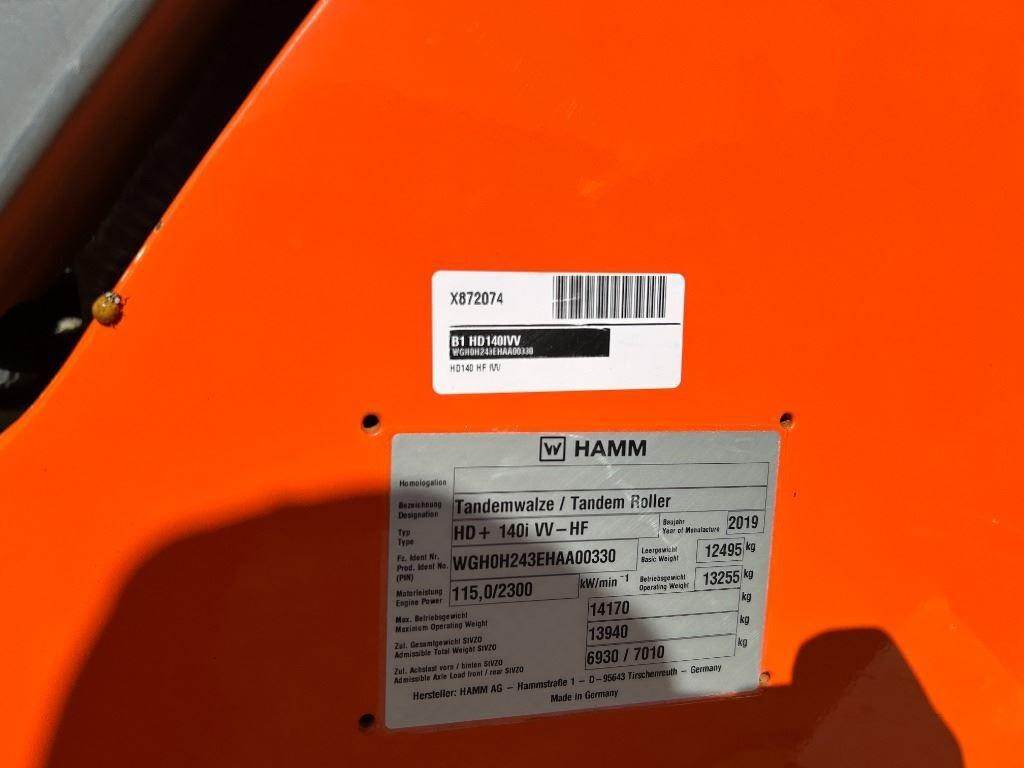 X872074
B1 HD140IVV
WGH0H243EHAA00330
HD140 HF IVV
W HAMM
Homologation
Bezeichnung Tandemwalze / Tandem Roller
Designation
Typ HD+ 140i VV-HF Baujahr 2019
Type Year of Manufacture
Fz. Ident Nr. WGH0H243EHAA00330 Leergewicht 12495 kg
Prod. Ident No. Basic Weight
(PIN)
Motorleistung 115,0/2300 kW/min⁻¹ Betriebsgewicht 13255 kg
Engine Power Operating Weight
Max. Betriebsgewicht 14170 kg
Maximum Operating Weight
Zul. Gesamtgewicht StVZO 13940 kg
Admissible Total Weight StVZO
Zul. Achslast vorn / hinten StVZO 6930 / 7010 kg
Admissible Axle Load front / rear StVZO
Hersteller: HAMM AG - Hammstraße 1 - D-95643 Tirschenreuth - Germany
Made in Germany